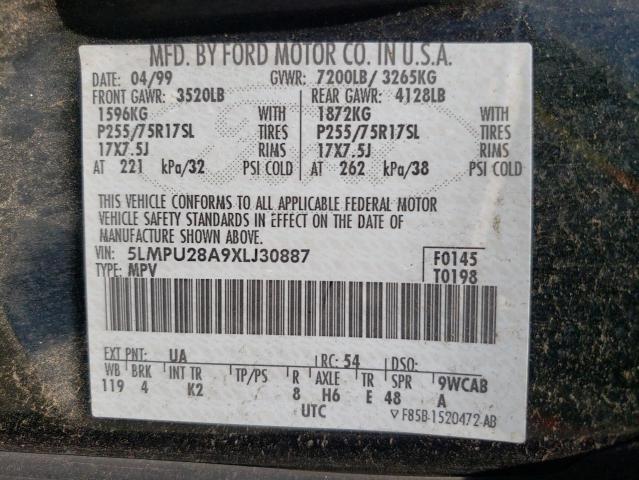 MFD. BY FORD MOTOR CO. IN U.S.A.
DATE: 04/99 GVWR: 7200LB/ 3265KG
FRONT GAWR: 3520LB REAR GAWR: 4128LB
1596KG WITH 1872KG WITH
P255/75R17SL TIRES P255/75R17SL TIRES
17X7.5J RIMS 17X7.5J RIMS
AT 221 kPa/32 PSI COLD AT 262 kPa/38 PSI COLD
THIS VEHICLE CONFORMS TO ALL APPLICABLE FEDERAL MOTOR
VEHICLE SAFETY STANDARDS IN EFFECT ON THE DATE OF
MANUFACTURE SHOWN ABOVE.
VIN: 5LMPU28A9XLJ30887 F0145
TYPE: MPV T0198
EXT PNT: UA RC: 54 DSO:
WB BRK INT TR TP/PS R AXLE TR SPR 9WCAB
119 4 K2 8 H6 E 48 A
UTC ▽F85B-1520472-AB